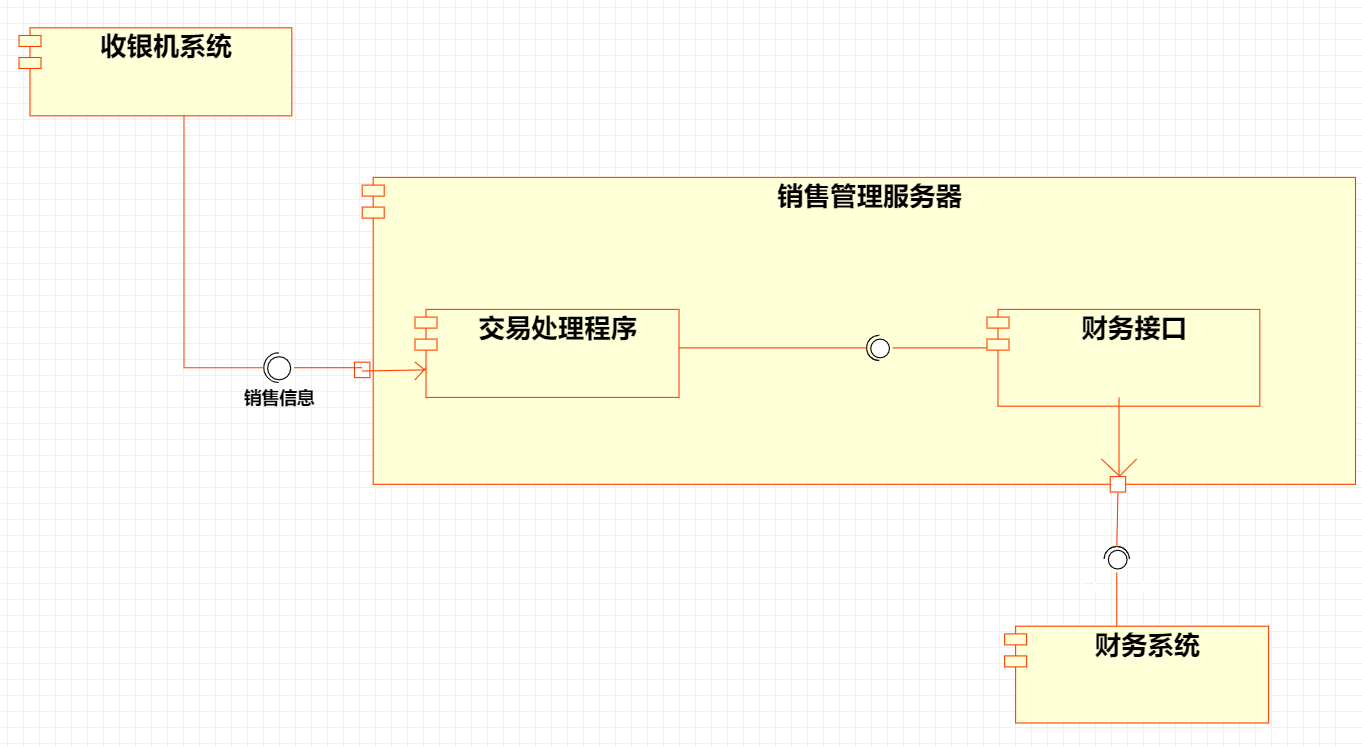 收银机系统
销售管理服务器
交易处理程序
财务接口
销售信息
财务系统